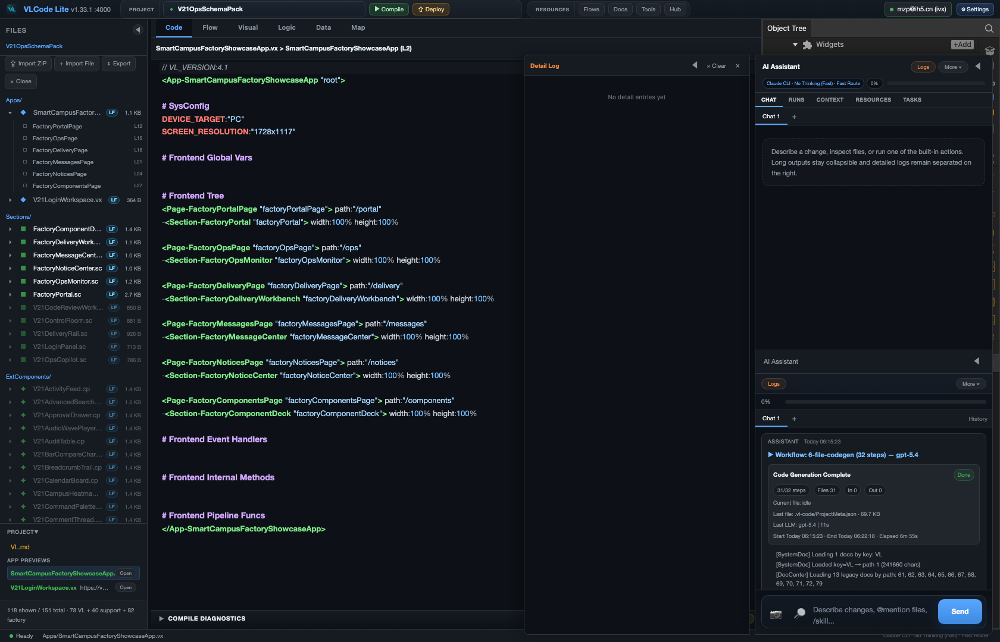 VL VLCode Lite v1.33.1 :4000
PROJECT
V21OpsSchemaPack
Compile
Deploy
RESOURCES
Flows
Docs
Tools
Hub
mzp@ih5.cn (ivx)
Settings
FILES
V21OpsSchemaPack
Import ZIP
+ Import File
Export
× Close
Apps/
SmartCampusFactor... LF 1.1 KB
FactoryPortalPage L12
FactoryOpsPage L15
FactoryDeliveryPage L18
FactoryMessagesPage L21
FactoryNoticesPage L24
FactoryComponentsPage L27
V21LoginWorkspace.vx LF 364 B
Sections/
FactoryComponentD... LF 1.4 KB
FactoryDeliveryWork... LF 1.1 KB
FactoryMessageCent... LF 1.0 KB
FactoryNoticeCenter.sc LF 1.0 KB
FactoryOpsMonitor.sc LF 1.2 KB
FactoryPortal.sc LF 2.7 KB
V21CodeReviewWork... LF 650 B
V21ControlRoom.sc LF 881 B
V21DeliveryRail.sc LF 926 B
V21LoginPanel.sc LF 713 B
V21OpsCopilot.sc LF 786 B
ExtComponents/
V21ActivityFeed.cp LF 1.4 KB
V21AdvancedSearch... LF 1.5 KB
V21ApprovalDrawer.cp LF 1.4 KB
V21AudioWavePlayer... LF 1.4 KB
V21AuditTable.cp LF 1.4 KB
V21BarCompareChar... LF 1.4 KB
V21BreadcrumbTrail.cp LF 1.4 KB
V21CalendarBoard.cp LF 1.4 KB
V21CampusHeatma... LF 1.4 KB
V21CommandPalette... LF 1.4 KB
V21CommentThread.... LF 1.4 KB
PROJECT▼
VL.md
APP PREVIEWS
SmartCampusFactoryShowcaseApp. Open
V21LoginWorkspace.vx https://v... Open
118 shown / 151 total · 78 VL + 40 support + 82
factory
Ready Apps/SmartCampusFactoryShowcaseApp.vx
Code
Flow
Visual
Logic
Data
Map
SmartCampusFactoryShowcaseApp.vx > SmartCampusFactoryShowcaseApp (L2)
// VL_VERSION:4.1
<App-SmartCampusFactoryShowcaseApp "root">
# SysConfig
DEVICE_TARGET:"PC"
SCREEN_RESOLUTION:"1728x1117"
# Frontend Global Vars
# Frontend Tree
<Page-FactoryPortalPage "factoryPortalPage"> path:"/portal"
-<Section-FactoryPortal "factoryPortal"> width:100% height:100%
<Page-FactoryOpsPage "factoryOpsPage"> path:"/ops"
-<Section-FactoryOpsMonitor "factoryOpsMonitor"> width:100% height:100%
<Page-FactoryDeliveryPage "factoryDeliveryPage"> path:"/delivery"
-<Section-FactoryDeliveryWorkbench "factoryDeliveryWorkbench"> width:100% height:100%
<Page-FactoryMessagesPage "factoryMessagesPage"> path:"/messages"
-<Section-FactoryMessageCenter "factoryMessageCenter"> width:100% height:100%
<Page-FactoryNoticesPage "factoryNoticesPage"> path:"/notices"
-<Section-FactoryNoticeCenter "factoryNoticeCenter"> width:100% height:100%
<Page-FactoryComponentsPage "factoryComponentsPage"> path:"/components"
-<Section-FactoryComponentDeck "factoryComponentDeck"> width:100% height:100%
# Frontend Event Handlers
# Frontend Internal Methods
# Frontend Pipeline Funcs
</App-SmartCampusFactoryShowcaseApp>
COMPILE DIAGNOSTICS
Detail Log
× Clear
×
No detail entries yet
Object Tree
Widgets
+Add
AI Assistant
Logs
More
Claude CLI · No Thinking (Fast) · Fast Route
0%
CHAT
RUNS
CONTEXT
RESOURCES
TASKS
Chat 1
+
Describe a change, inspect files, or run one of the built-in actions.
Long outputs stay collapsible and detailed logs remain separated on
the right.
AI Assistant
Logs
More
0%
Chat 1
+
History
ASSISTANT Today 06:15:23
▶ Workflow: 6-file-codegen (32 steps) — gpt-5.4
Code Generation Complete
Done
31/32 steps
Files 31
In 0
Out 0
Current file: idle
Last file: .vl-code/ProjectMeta.json · 69.7 KB
Last LLM: gpt-5.4 | 11s
Start Today 06:15:23 · End Today 06:22:18 · Elapsed 6m 55s
[SystemDoc] Loading 1 docs by key: VL
[SystemDoc] Loaded key=VL → path 1 (241660 chars)
[DocCenter] Loading 13 legacy docs by path: 61, 62, 63, 64, 65, 66, 67, 68,
69, 70, 71, 72, 79
Describe changes, @mention files,
/skill...
Send
Claude CLI · No Thinking (Fast) · Fast Route